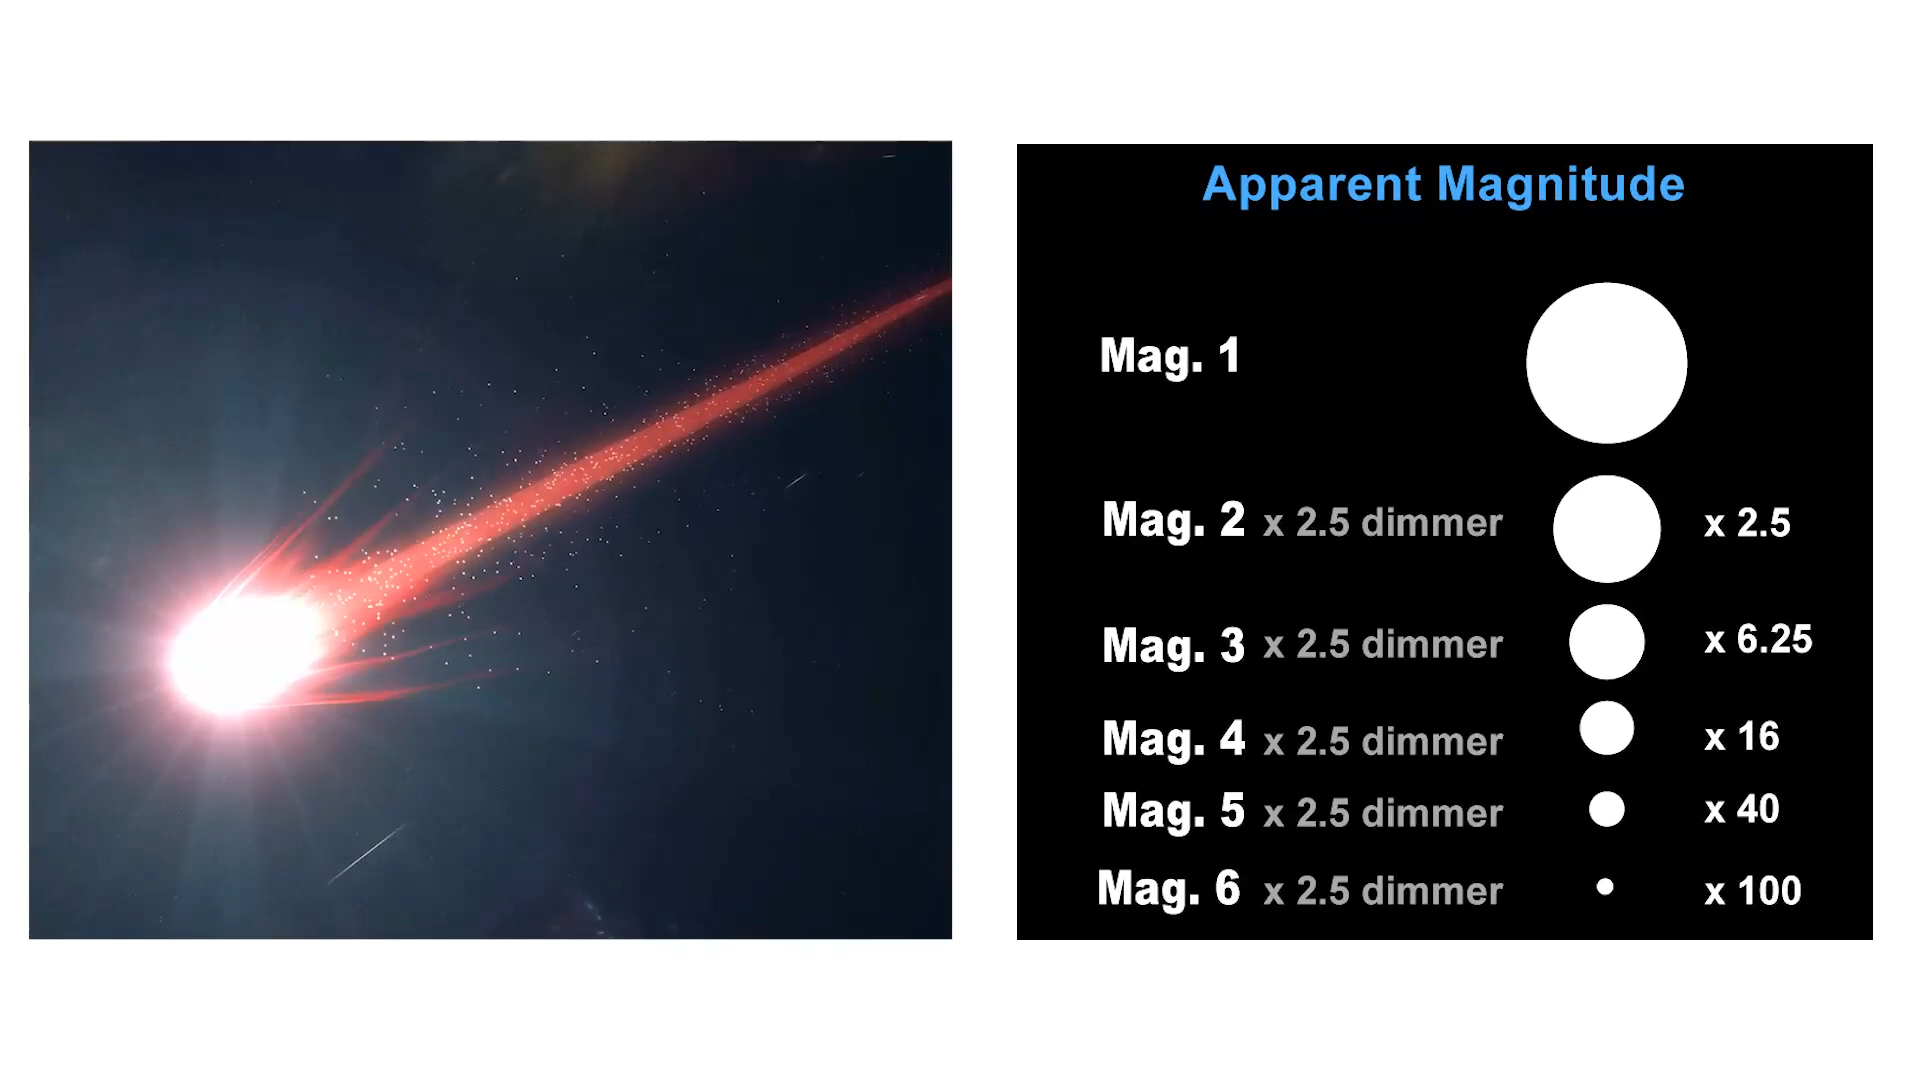 Apparent Magnitude
Mag. 1
Mag. 2 x 2.5 dimmer x 2.5
Mag. 3 x 2.5 dimmer x 6.25
Mag. 4 x 2.5 dimmer x 16
Mag. 5 x 2.5 dimmer x 40
Mag. 6 x 2.5 dimmer x 100